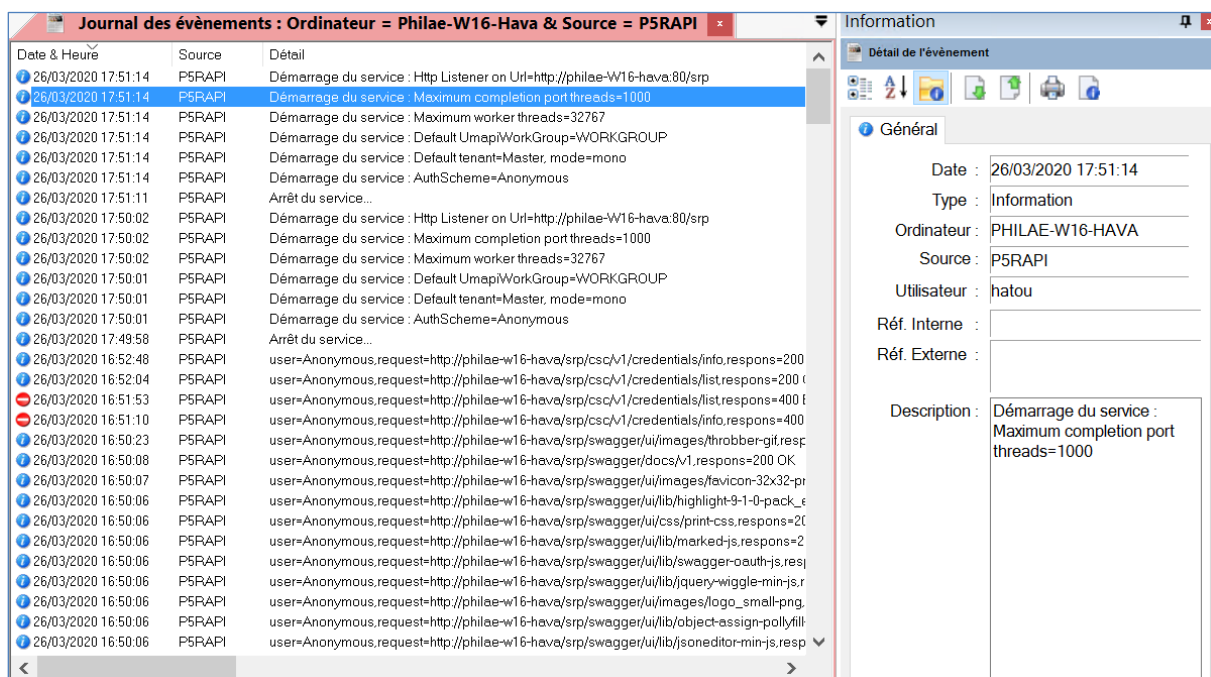 Journal des évènements : Ordinateur = Philae-W16-Hava & Source = P5RAPI
Date & Heure Source Détail
26/03/2020 17:51:14 P5RAPI Démarrage du service : Http Listener on Url=http://philae-W16-hava:80/srp
26/03/2020 17:51:14 P5RAPI Démarrage du service : Maximum completion port threads=1000
26/03/2020 17:51:14 P5RAPI Démarrage du service : Maximum worker threads=32767
26/03/2020 17:51:14 P5RAPI Démarrage du service : Default UmapiWorkGroup=WORKGROUP
26/03/2020 17:51:14 P5RAPI Démarrage du service : Default tenant=Master, mode=mono
26/03/2020 17:51:14 P5RAPI Démarrage du service : AuthScheme=Anonymous
26/03/2020 17:51:11 P5RAPI Arrêt du service...
26/03/2020 17:50:02 P5RAPI Démarrage du service : Http Listener on Url=http://philae-W16-hava:80/srp
26/03/2020 17:50:02 P5RAPI Démarrage du service : Maximum completion port threads=1000
26/03/2020 17:50:02 P5RAPI Démarrage du service : Maximum worker threads=32767
26/03/2020 17:50:01 P5RAPI Démarrage du service : Default UmapiWorkGroup=WORKGROUP
26/03/2020 17:50:01 P5RAPI Démarrage du service : Default tenant=Master, mode=mono
26/03/2020 17:50:01 P5RAPI Démarrage du service : AuthScheme=Anonymous
26/03/2020 17:49:58 P5RAPI Arrêt du service...
26/03/2020 16:52:48 P5RAPI user=Anonymous,request=http://philae-w16-hava/srp/csc/v1/credentials/info,respons=200
26/03/2020 16:52:04 P5RAPI user=Anonymous,request=http://philae-w16-hava/srp/csc/v1/credentials/list,respons=200
26/03/2020 16:51:53 P5RAPI user=Anonymous,request=http://philae-w16-hava/srp/csc/v1/credentials/list,respons=400
26/03/2020 16:51:10 P5RAPI user=Anonymous,request=http://philae-w16-hava/srp/csc/v1/credentials/info,respons=400
26/03/2020 16:50:23 P5RAPI user=Anonymous,request=http://philae-w16-hava/srp/swagger/ui/images/throbber-gif,resp
26/03/2020 16:50:08 P5RAPI user=Anonymous,request=http://philae-w16-hava/srp/swagger/docs/v1,respons=200 OK
26/03/2020 16:50:07 P5RAPI user=Anonymous,request=http://philae-w16-hava/srp/swagger/ui/images/favicon-32x32-pr
26/03/2020 16:50:06 P5RAPI user=Anonymous,request=http://philae-w16-hava/srp/swagger/ui/lib/highlight-9-1-0-pack_e
26/03/2020 16:50:06 P5RAPI user=Anonymous,request=http://philae-w16-hava/srp/swagger/ui/css/print-css,respons=20
26/03/2020 16:50:06 P5RAPI user=Anonymous,request=http://philae-w16-hava/srp/swagger/ui/lib/marked-js,respons=2
26/03/2020 16:50:06 P5RAPI user=Anonymous,request=http://philae-w16-hava/srp/swagger/ui/lib/swagger-oauth-js,resp
26/03/2020 16:50:06 P5RAPI user=Anonymous,request=http://philae-w16-hava/srp/swagger/ui/lib/jquery-wiggle-min-js,r
26/03/2020 16:50:06 P5RAPI user=Anonymous,request=http://philae-w16-hava/srp/swagger/ui/images/logo_small-png,
26/03/2020 16:50:06 P5RAPI user=Anonymous,request=http://philae-w16-hava/srp/swagger/ui/lib/object-assign-pollyfill-
26/03/2020 16:50:06 P5RAPI user=Anonymous,request=http://philae-w16-hava/srp/swagger/ui/lib/jsoneditor-min-js,resp
Information
Détail de l'évènement
Général
Date : 26/03/2020 17:51:14
Type : Information
Ordinateur : PHILAE-W16-HAVA
Source : P5RAPI
Utilisateur : hatou
Réf. Interne :
Réf. Externe :
Description : Démarrage du service :
Maximum completion port
threads=1000